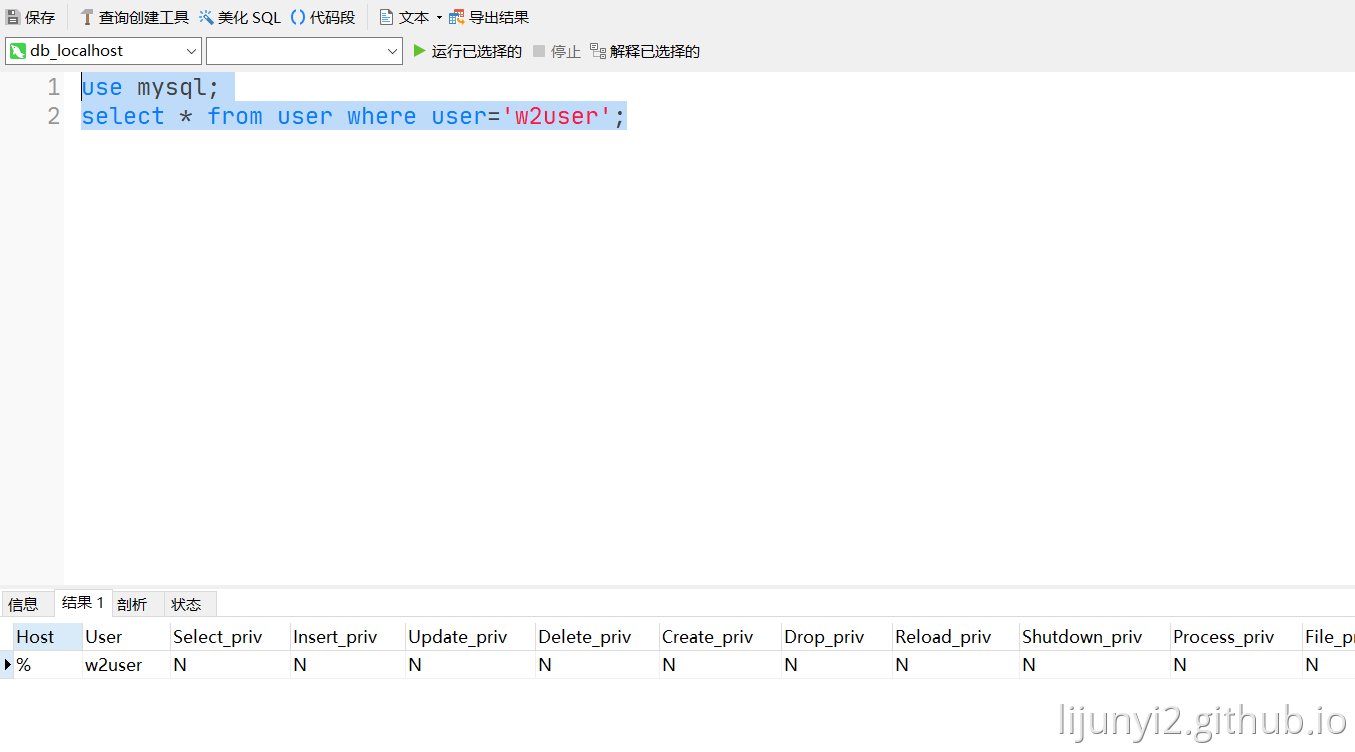 保存 查询创建工具 美化 SQL () 代码段 文本 导出结果
db_localhost 运行已选择的 停止 解释已选择的
1 use mysql;
2 select * from user where user='w2user';
信息 结果 1 剖析 状态
Host User Select_priv Insert_priv Update_priv Delete_priv Create_priv Drop_priv Reload_priv Shutdown_priv Process_priv File_pr
% w2user N N N N N N N N N N
lijunyi2.github.io